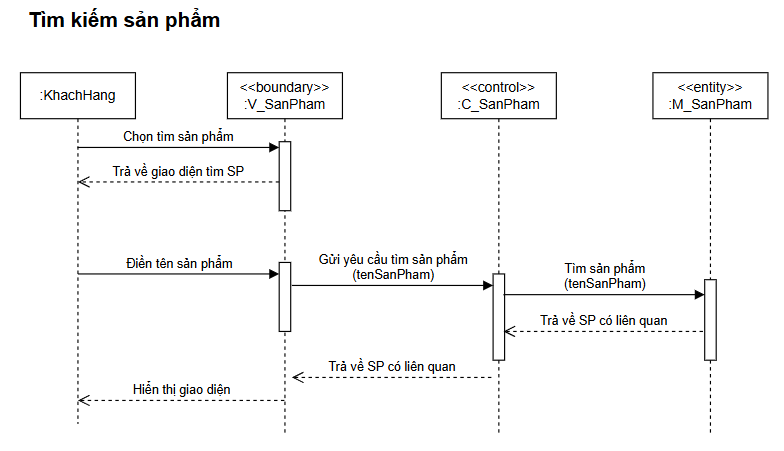 Tìm kiếm sản phẩm
:KhachHang
<<boundary>>
:V_SanPham
<<control>>
:C_SanPham
<<entity>>
:M_SanPham
Chọn tìm sản phẩm
Trả về giao diện tìm SP
Điền tên sản phẩm
Gửi yêu cầu tìm sản phẩm
(tenSanPham)
Tìm sản phẩm
(tenSanPham)
Trả về SP có liên quan
Trả về SP có liên quan
Hiển thị giao diện